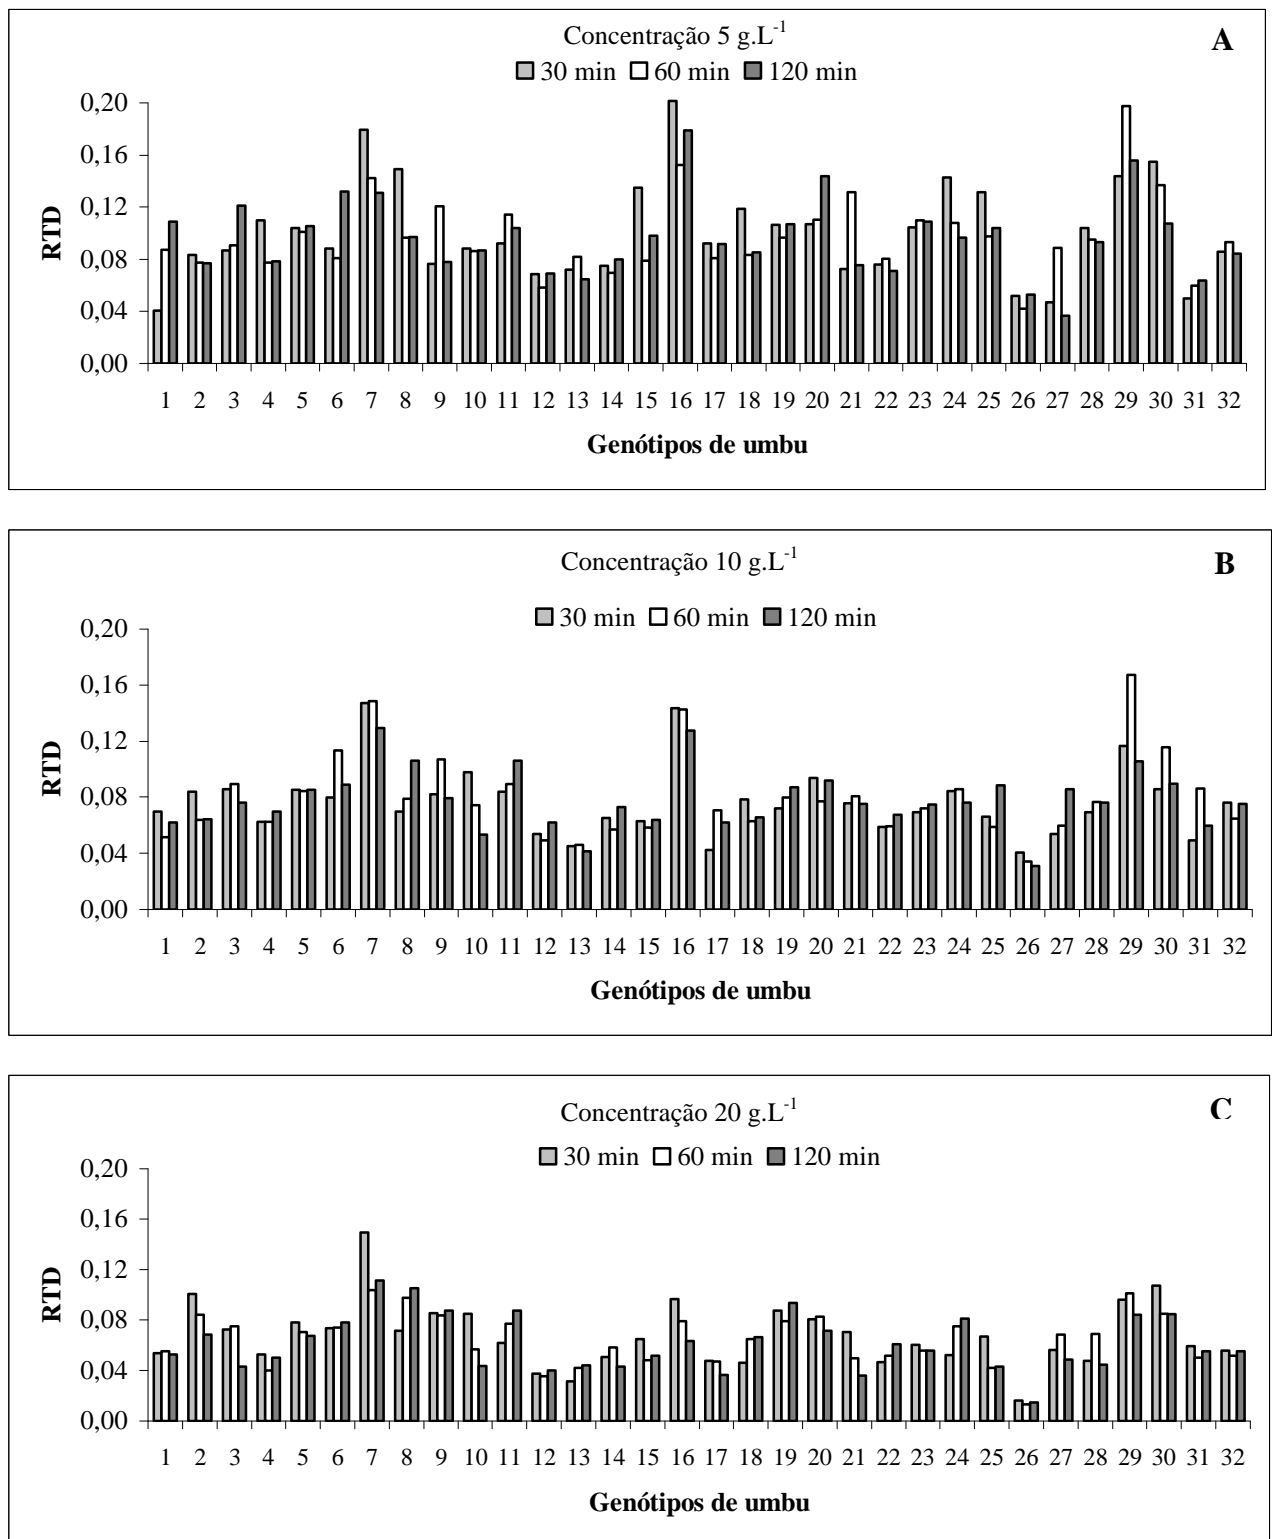 Concentração 5 g.L-1
A
30 min 60 min 120 min
0,20
0,16
0,12
0,08
0,04
0,00
RTD
1 2 3 4 5 6 7 8 9 10 11 12 13 14 15 16 17 18 19 20 21 22 23 24 25 26 27 28 29 30 31 32
Genótipos de umbu
Concentração 10 g.L-1
B
30 min 60 min 120 min
0,20
0,16
0,12
0,08
0,04
0,00
RTD
1 2 3 4 5 6 7 8 9 10 11 12 13 14 15 16 17 18 19 20 21 22 23 24 25 26 27 28 29 30 31 32
Genótipos de umbu
Concentração 20 g.L-1
C
30 min 60 min 120 min
0,20
0,16
0,12
0,08
0,04
0,00
RTD
1 2 3 4 5 6 7 8 9 10 11 12 13 14 15 16 17 18 19 20 21 22 23 24 25 26 27 28 29 30 31 32
Genótipos de umbu